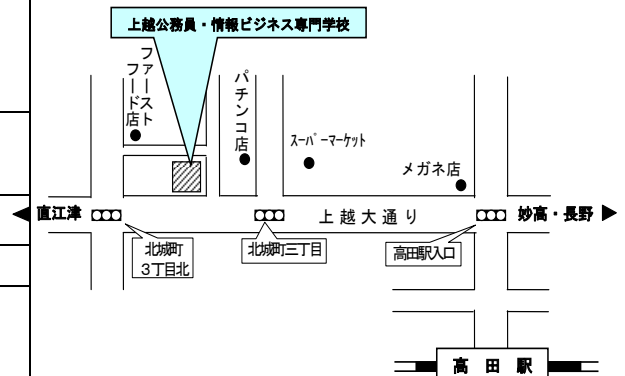 上越公務員・情報ビジネス専門学校
ファースト
フード店
パチンコ店
スーパーマーケット
メガネ店
◀ 直江津
上越大通り
妙高・長野 ▶
北城町
３丁目北
北城町三丁目
高田駅入口
高田駅